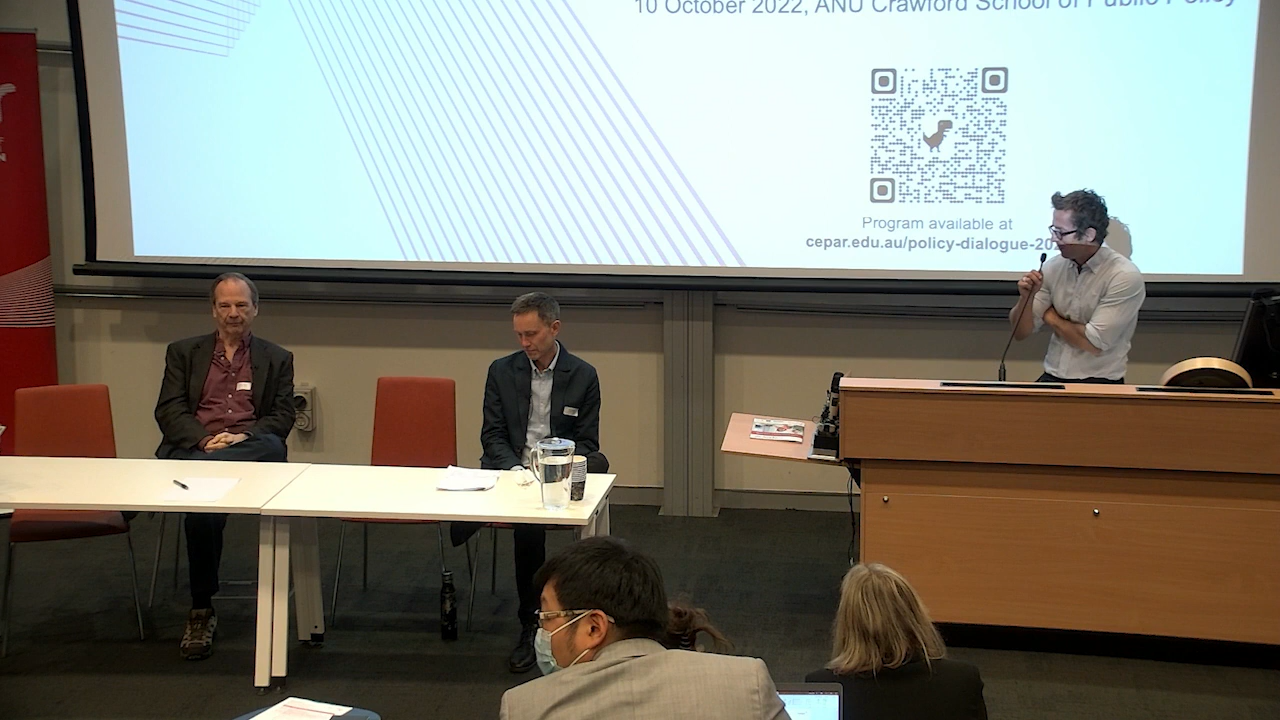 10 October 2022, ANU Crawford School of Public Policy
Program available at
cepar.edu.au/policy-dialogue-20